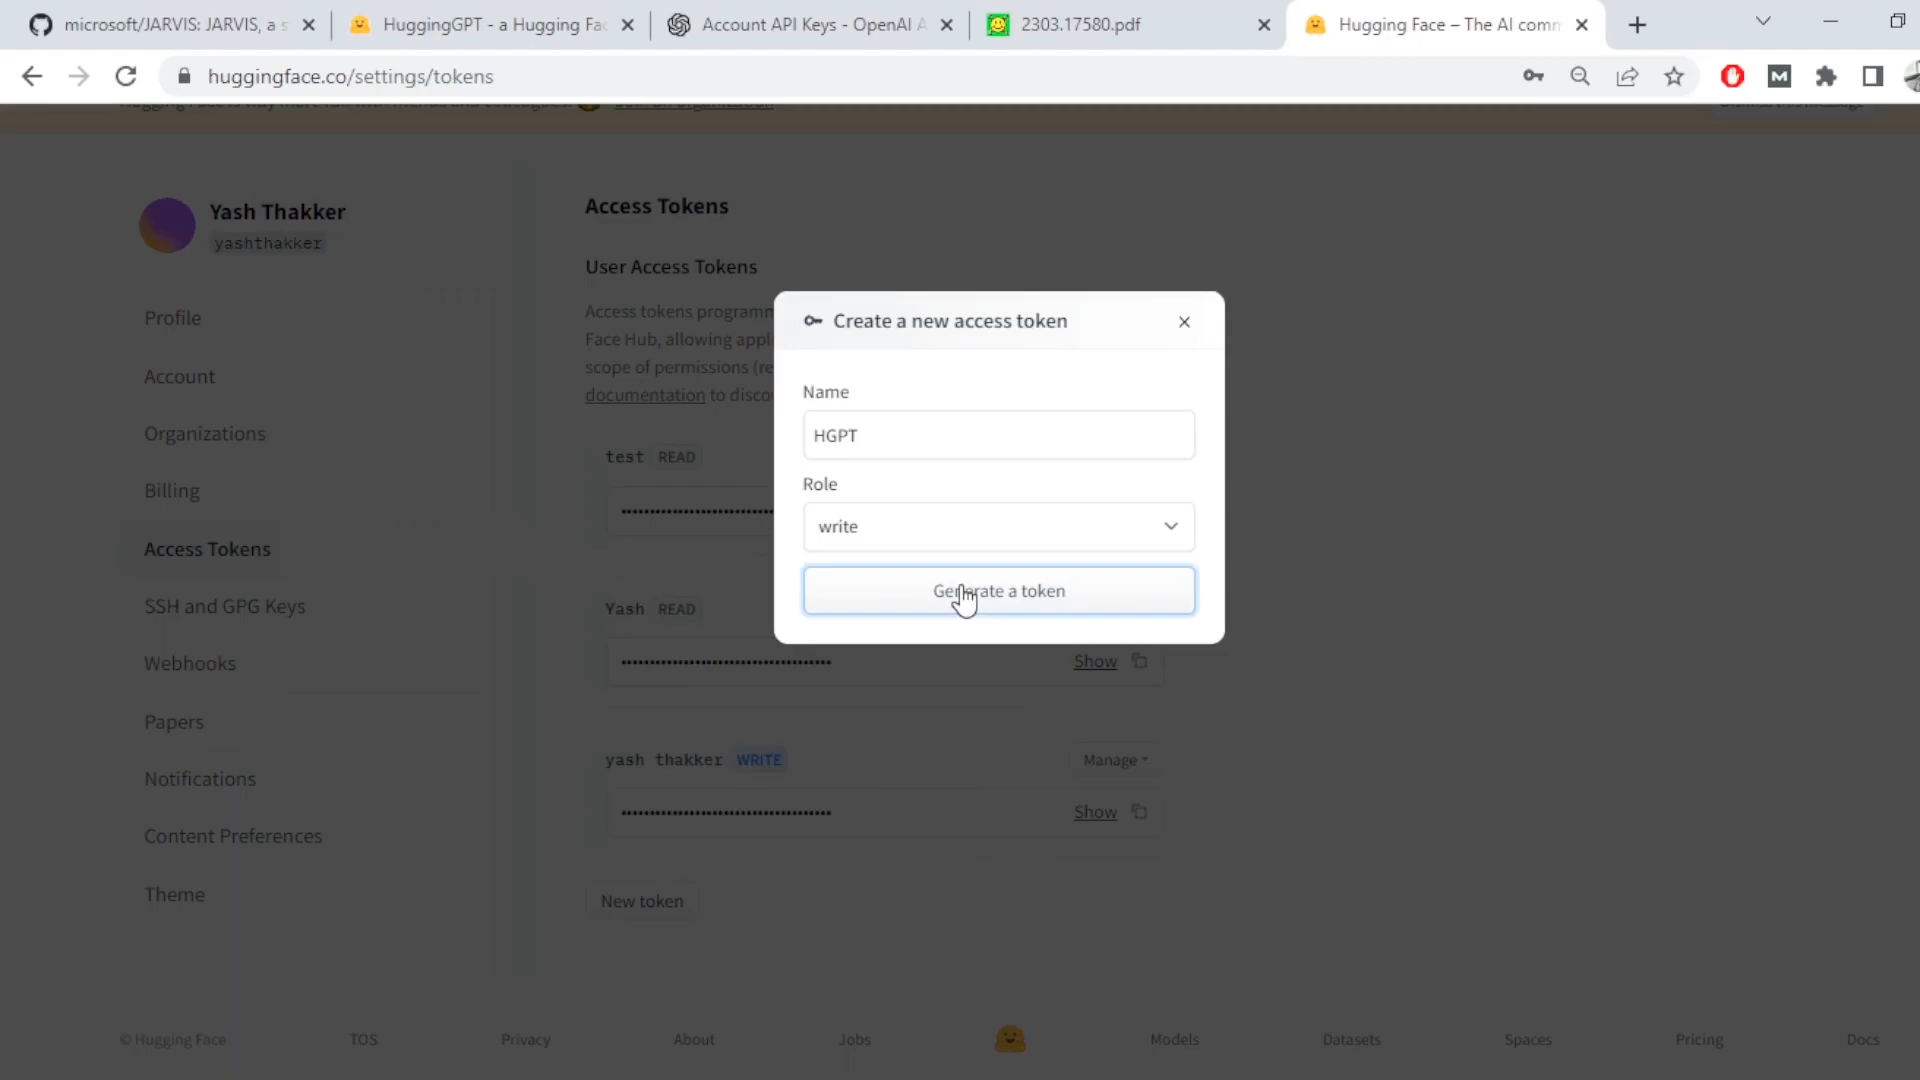 microsoft/JARVIS: JARVIS, a s
HuggingGPT - a Hugging Fac
Account API Keys - OpenAI A
2303.17580.pdf
Hugging Face – The AI comm
huggingface.co/settings/tokens
Yash Thakker
yashthakker
Profile
Account
Organizations
Billing
Access Tokens
SSH and GPG Keys
Webhooks
Papers
Notifications
Content Preferences
Theme
Access Tokens
User Access Tokens
Access tokens programm
Face Hub, allowing appli
scope of permissions (re
documentation to disco
test READ
Yash READ
Show
yash thakker WRITE
Manage
Show
New token
Create a new access token
Name
HGPT
Role
write
Generate a token
© Hugging Face
TOS
Privacy
About
Jobs
Models
Datasets
Spaces
Pricing
Docs